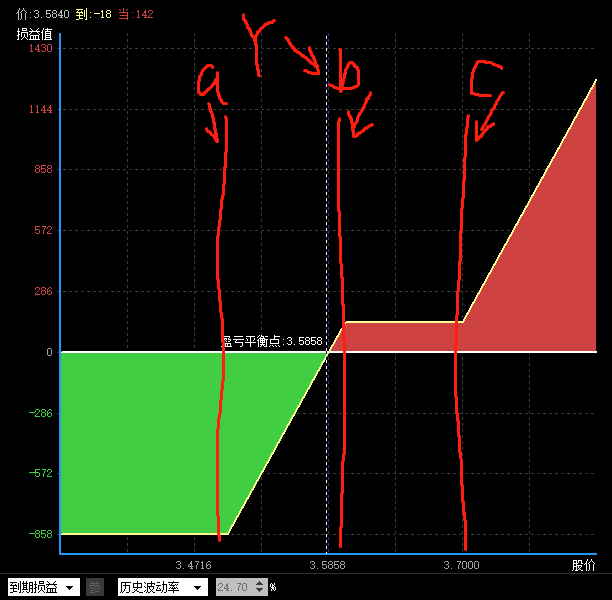 价:3.5840 到:-18 当:142
损益值
1430
1144
858
572
286
0
-286
-572
-858
a
r
b
c
盈亏平衡点:3.5858
3.4716
3.5858
3.7000
股价
到期损益
参
历史波动率
24.70
%